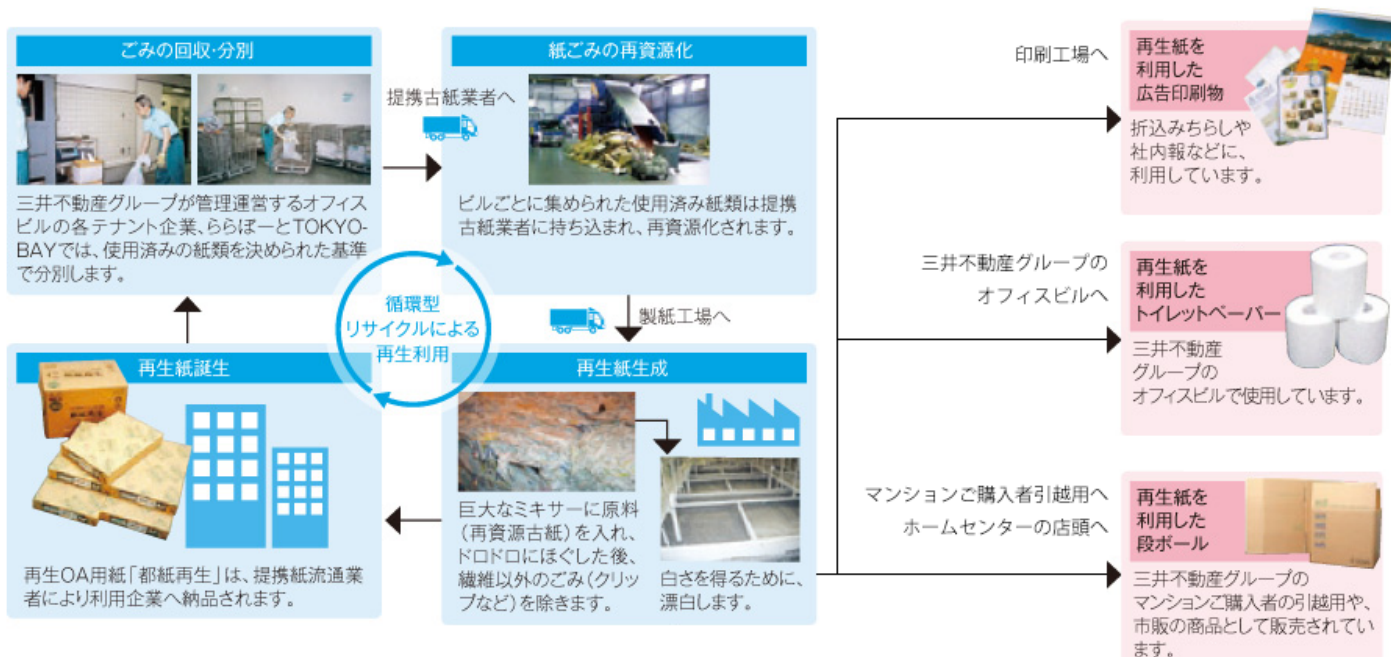 ごみの回収・分別
三井不動産グループが管理運営するオフィス
ビルの各テナント企業、ららぽーとTOKYO-
BAYでは、使用済みの紙類を決められた基準
で分別します。
提携古紙業者へ
紙ごみの再資源化
ビルごとに集められた使用済み紙類は提携
古紙業者に持ち込まれ、再資源化されます。
循環型
リサイクルによる
再生利用
製紙工場へ
再生紙生成
巨大なミキサーに原料
(再資源古紙)を入れ、
ドロドロにほぐした後、
繊維以外のごみ(クリッ
プなど)を除きます。
白さを得るために、
漂白します。
再生紙誕生
再生OA用紙「都紙再生」は、提携紙流通業
者により利用企業へ納品されます。
印刷工場へ
再生紙を
利用した
広告印刷物
折込みちらしや
社内報などに、
利用しています。
三井不動産グループの
オフィスビルへ
再生紙を
利用した
トイレットペーパー
三井不動産
グループの
オフィスビルで使用しています。
マンションご購入者引越用へ
ホームセンターの店頭へ
再生紙を
利用した
段ボール
三井不動産グループの
マンションご購入者の引越用や、
市販の商品として販売されてい
ます。